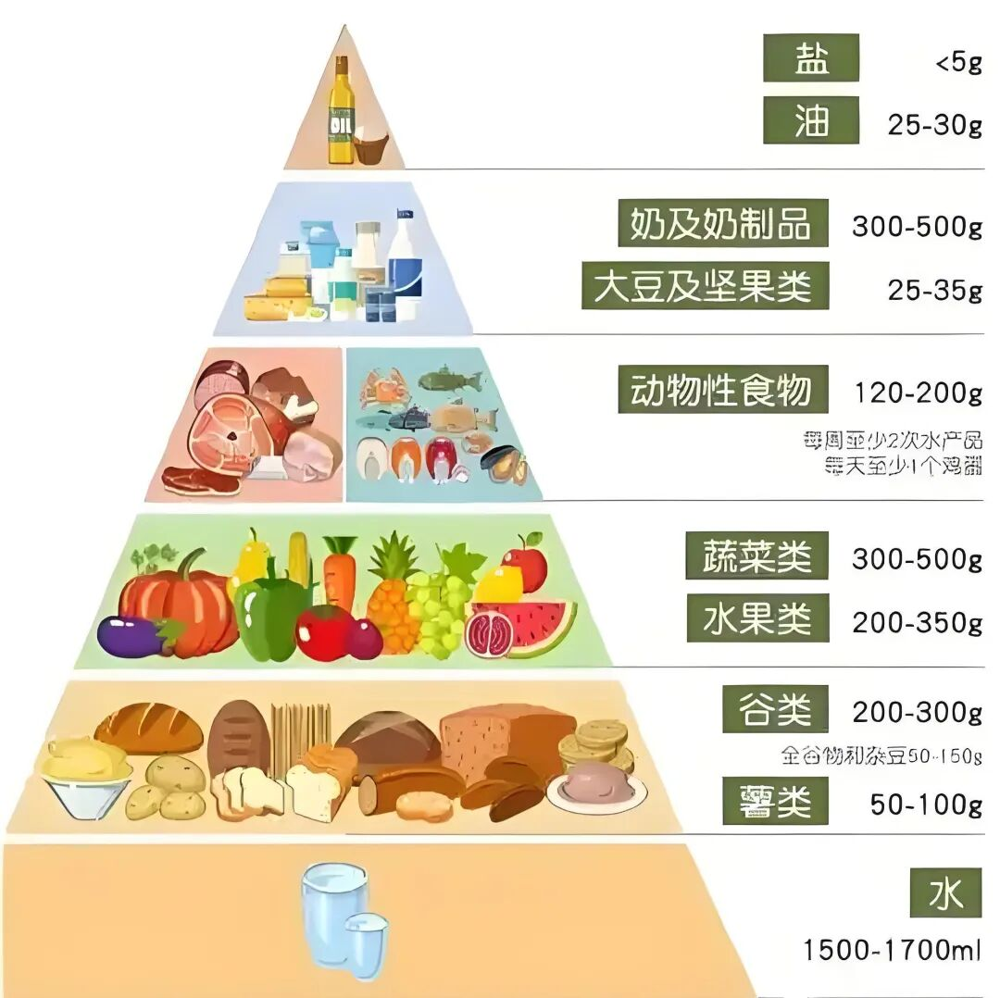 盐 <5g
OIL
油 25-30g
奶及奶制品 300-500g
大豆及坚果类 25-35g
动物性食物 120-200g
每周至少2次水产品
每天至少1个鸡蛋
蔬菜类 300-500g
水果类 200-350g
谷类 200-300g
全谷物和杂豆50-150g
薯类 50-100g
水
1500-1700ml